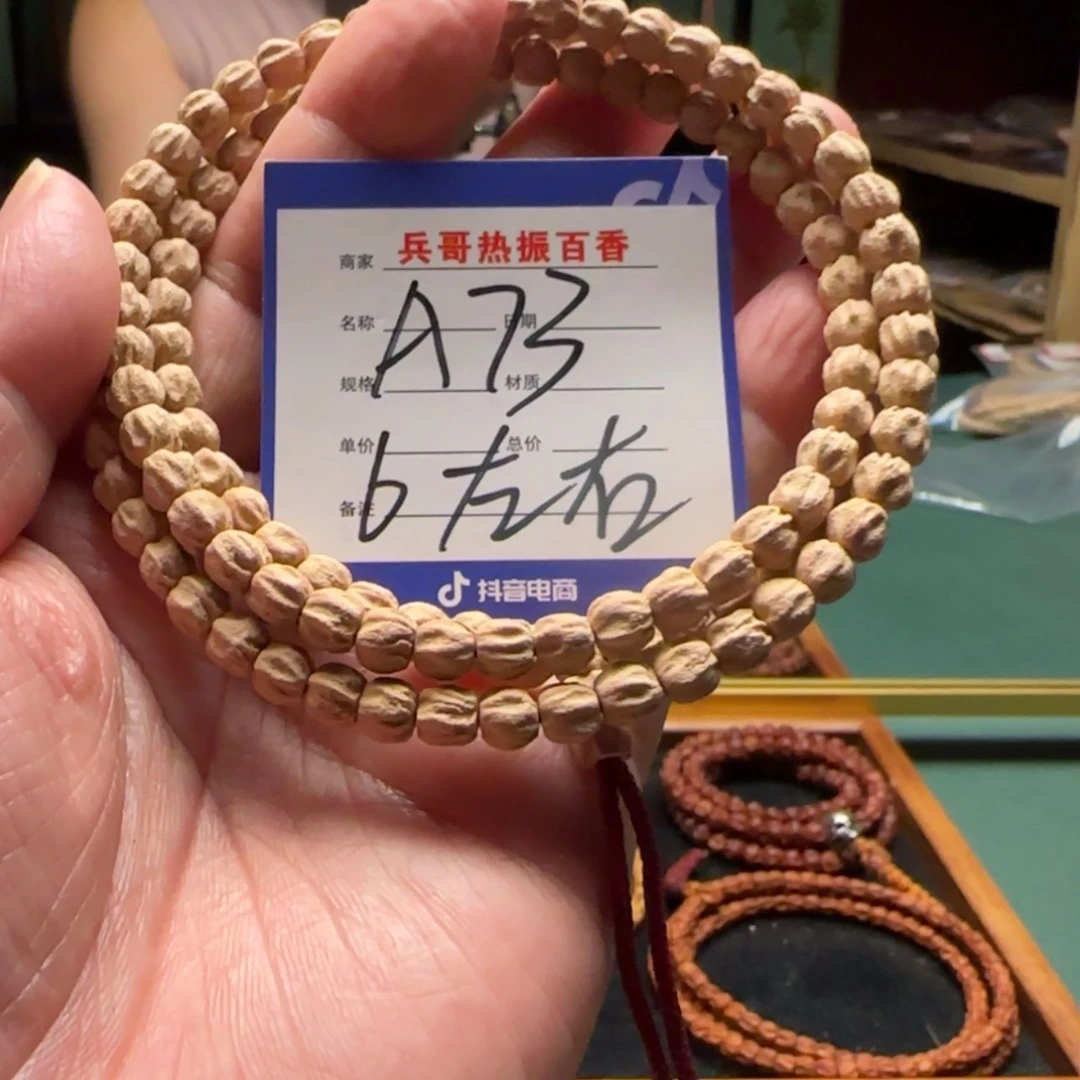 商家 兵哥热振百香
名称 A73 日期
规格 材质
单价 总价
备注 6左右
抖音电商